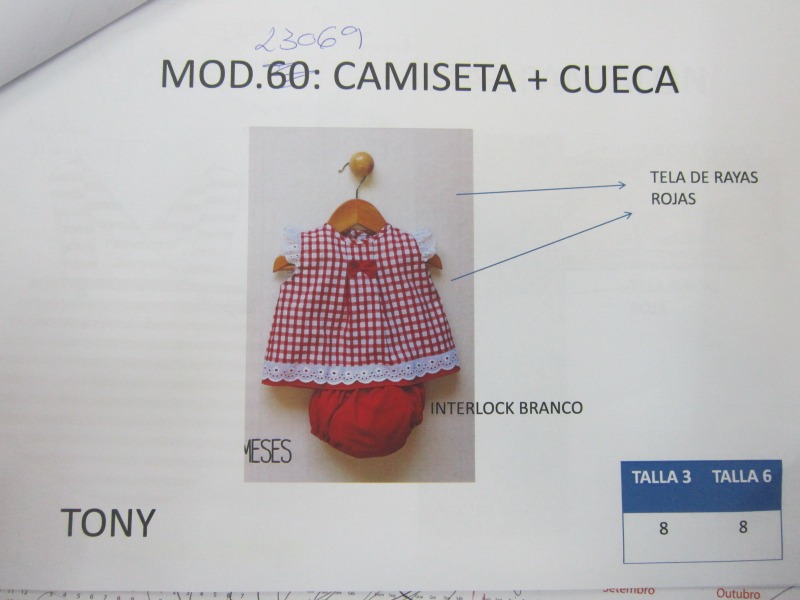 23069
MOD.60: CAMISETA + CUECA
TELA DE RAYAS
ROJAS
INTERLOCK BRANCO
MESES
TALLA 3 TALLA 6
8 8
TONY
Setembro
Outubro